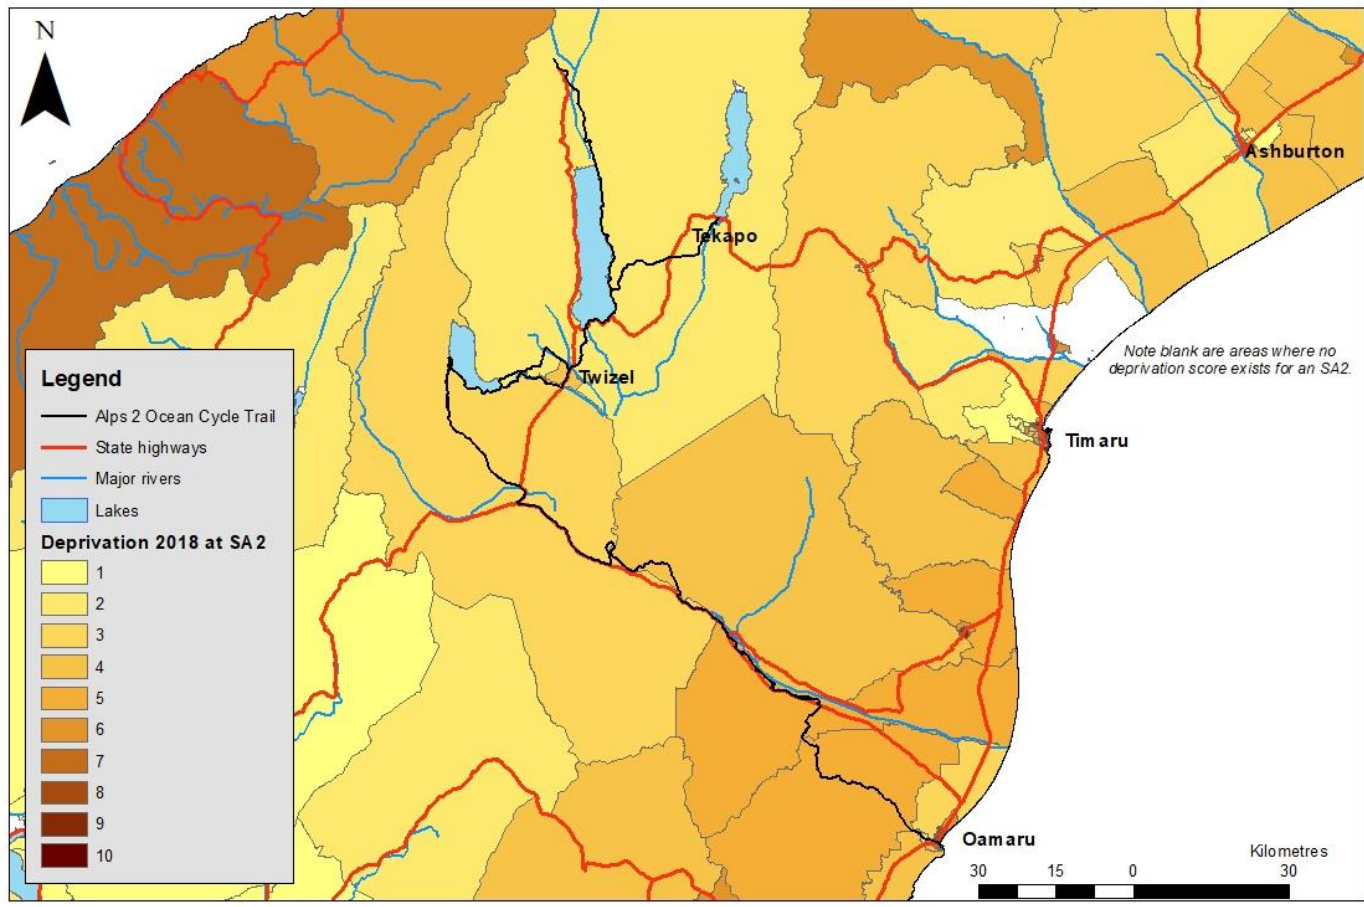 N
Ashburton
Tekapo
Note blank are areas where no
deprivation score exists for an SA2.
Legend
Alps 2 Ocean Cycle Trail
State highways
Major rivers
Lakes
Deprivation 2018 at SA2
1
2
3
4
5
6
7
8
9
10
Twizel
Timaru
Oamaru
Kilometres
30 15 0 30